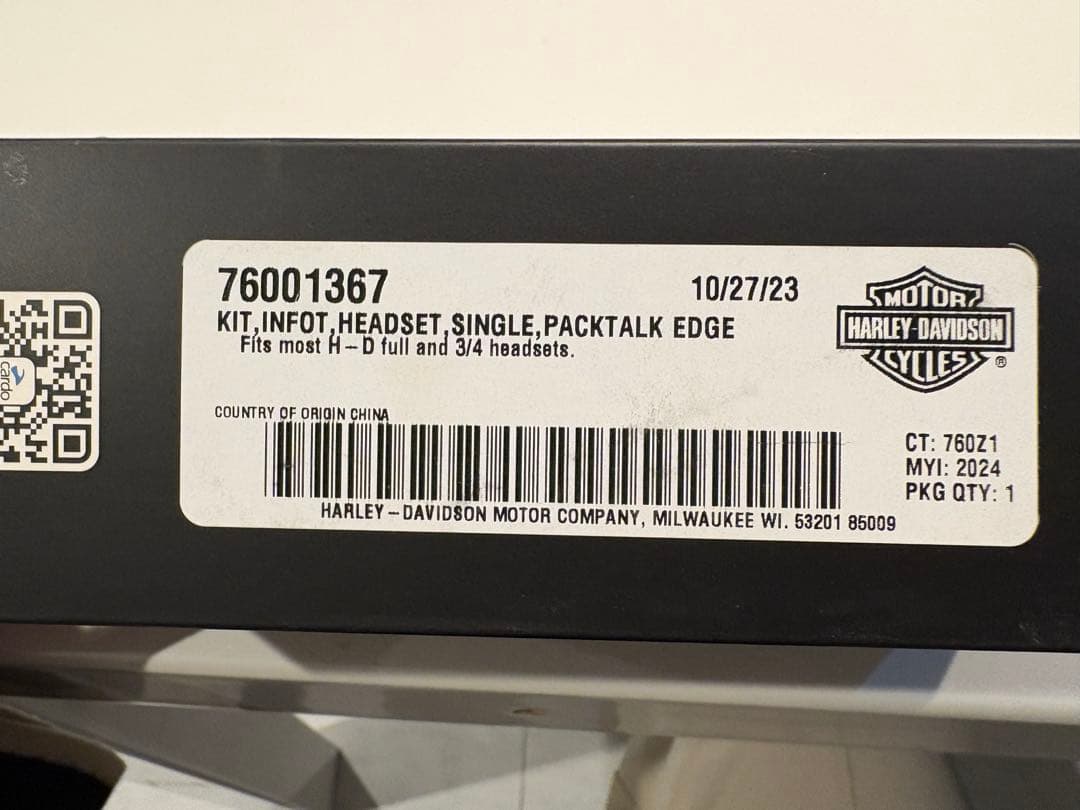 76001367
10/27/23
KIT,INFOT,HEADSET,SINGLE,PACKTALK EDGE
Fits most H-D full and 3/4 headsets.
MOTOR
HARLEY-DAVIDSON
CYCLES
®
cardo
COUNTRY OF ORIGIN CHINA
CT: 760Z1
MYI: 2024
PKG QTY: 1
HARLEY-DAVIDSON MOTOR COMPANY, MILWAUKEE WI. 53201 85009